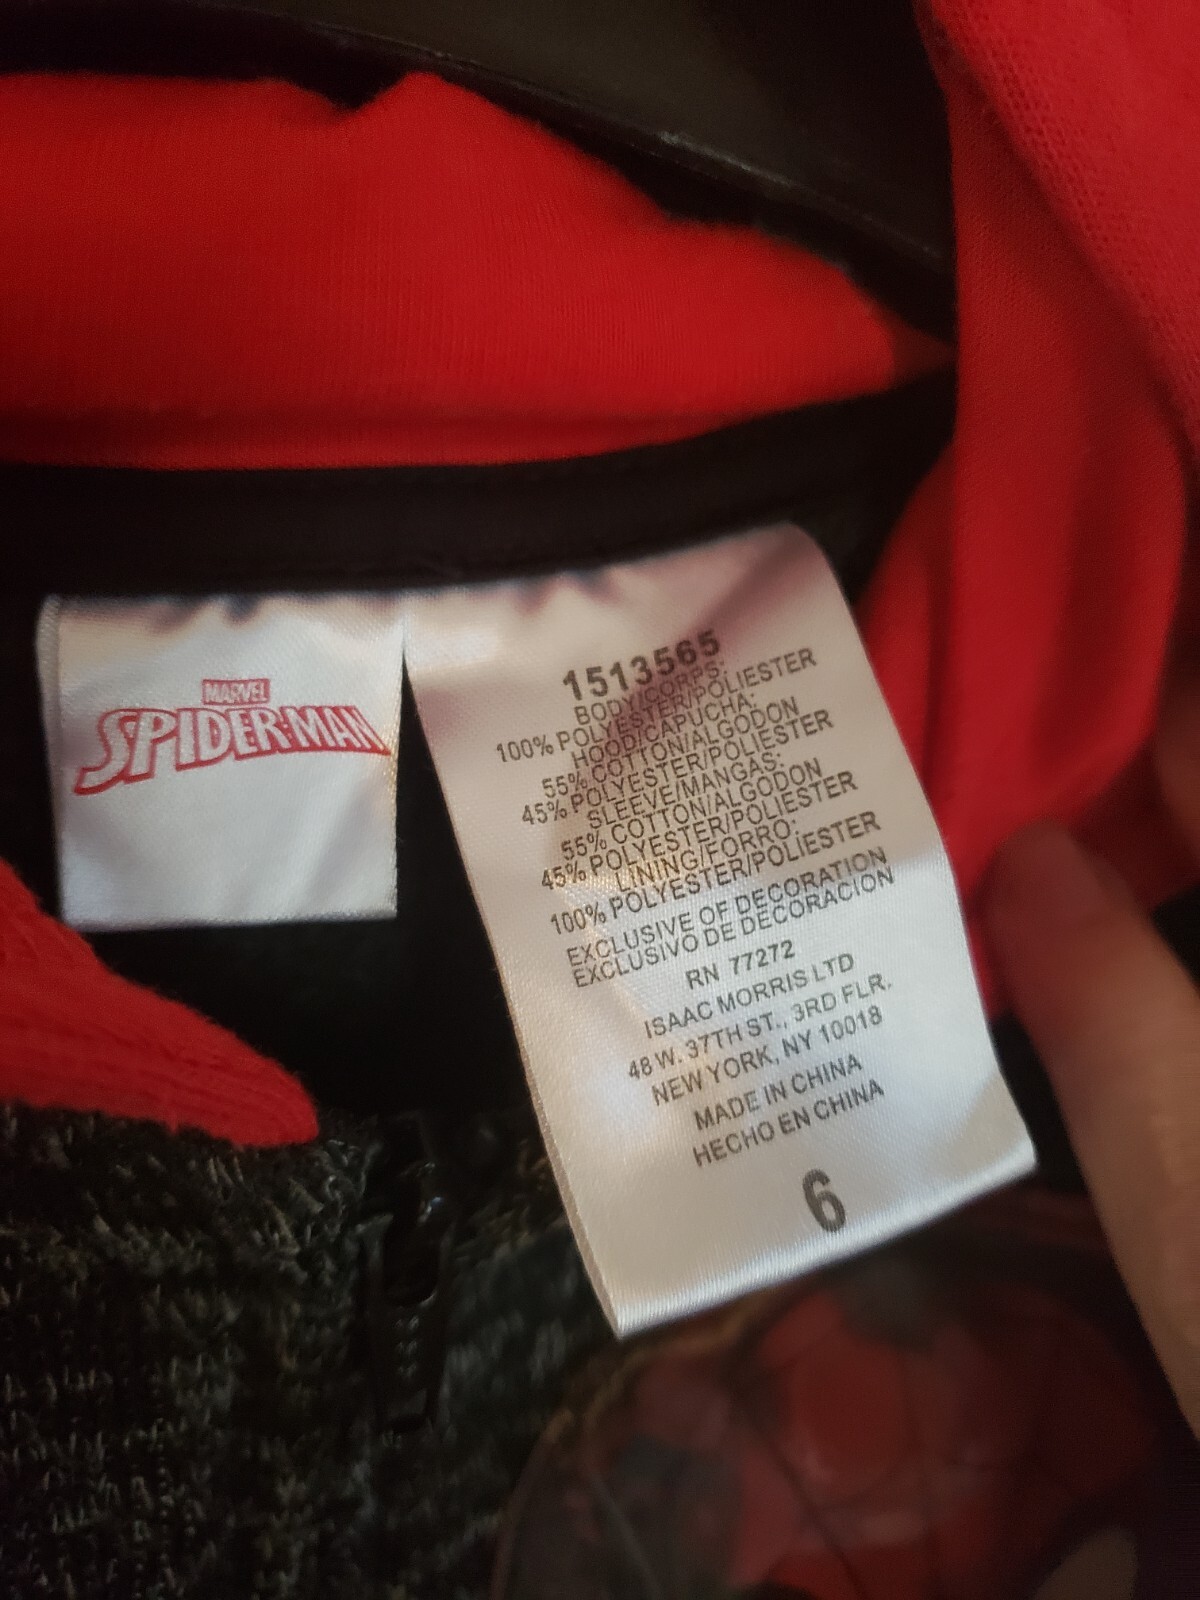 MARVEL
SPIDER-MAN
1513565
BODY/CORPS:
100% POLYESTER/POLIESTER
HOOD/CAPUCHA:
55% COTTON/ALGODON
45% POLYESTER/POLIESTER
SLEEVE/MANGAS:
55% COTTON/ALGODON
45% POLYESTER/POLIESTER
LINING/FORRO:
100% POLYESTER/POLIESTER
EXCLUSIVE OF DECORATION
EXCLUSIVO DE DECORACION
RN 77272
ISAAC MORRIS LTD
48 W. 37TH ST., 3RD FLR.
NEW YORK, NY 10018
MADE IN CHINA
HECHO EN CHINA
6